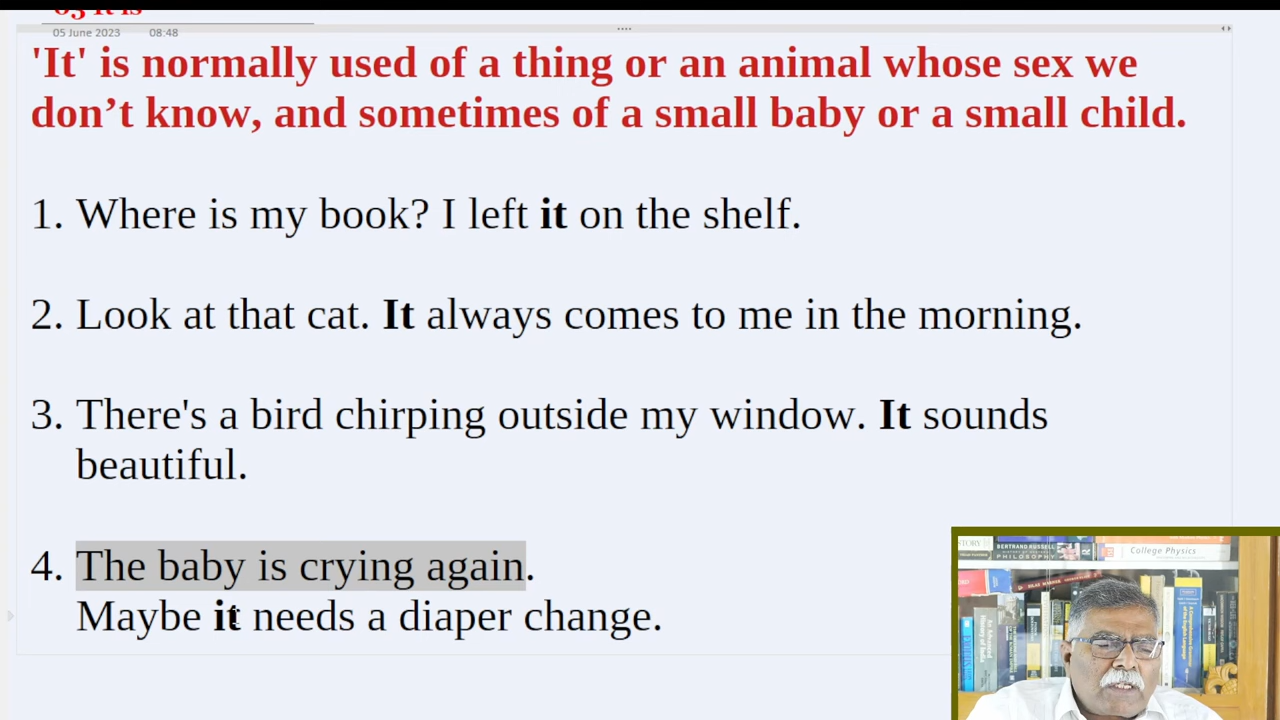 05 June 2023 08:48
'It' is normally used of a thing or an animal whose sex we
don’t know, and sometimes of a small baby or a small child.
1. Where is my book? I left it on the shelf.
2. Look at that cat. It always comes to me in the morning.
3. There's a bird chirping outside my window. It sounds
beautiful.
4. The baby is crying again.
Maybe it needs a diaper change.
BERTRAND RUSSELL
PHILOSOPHY
College Physics